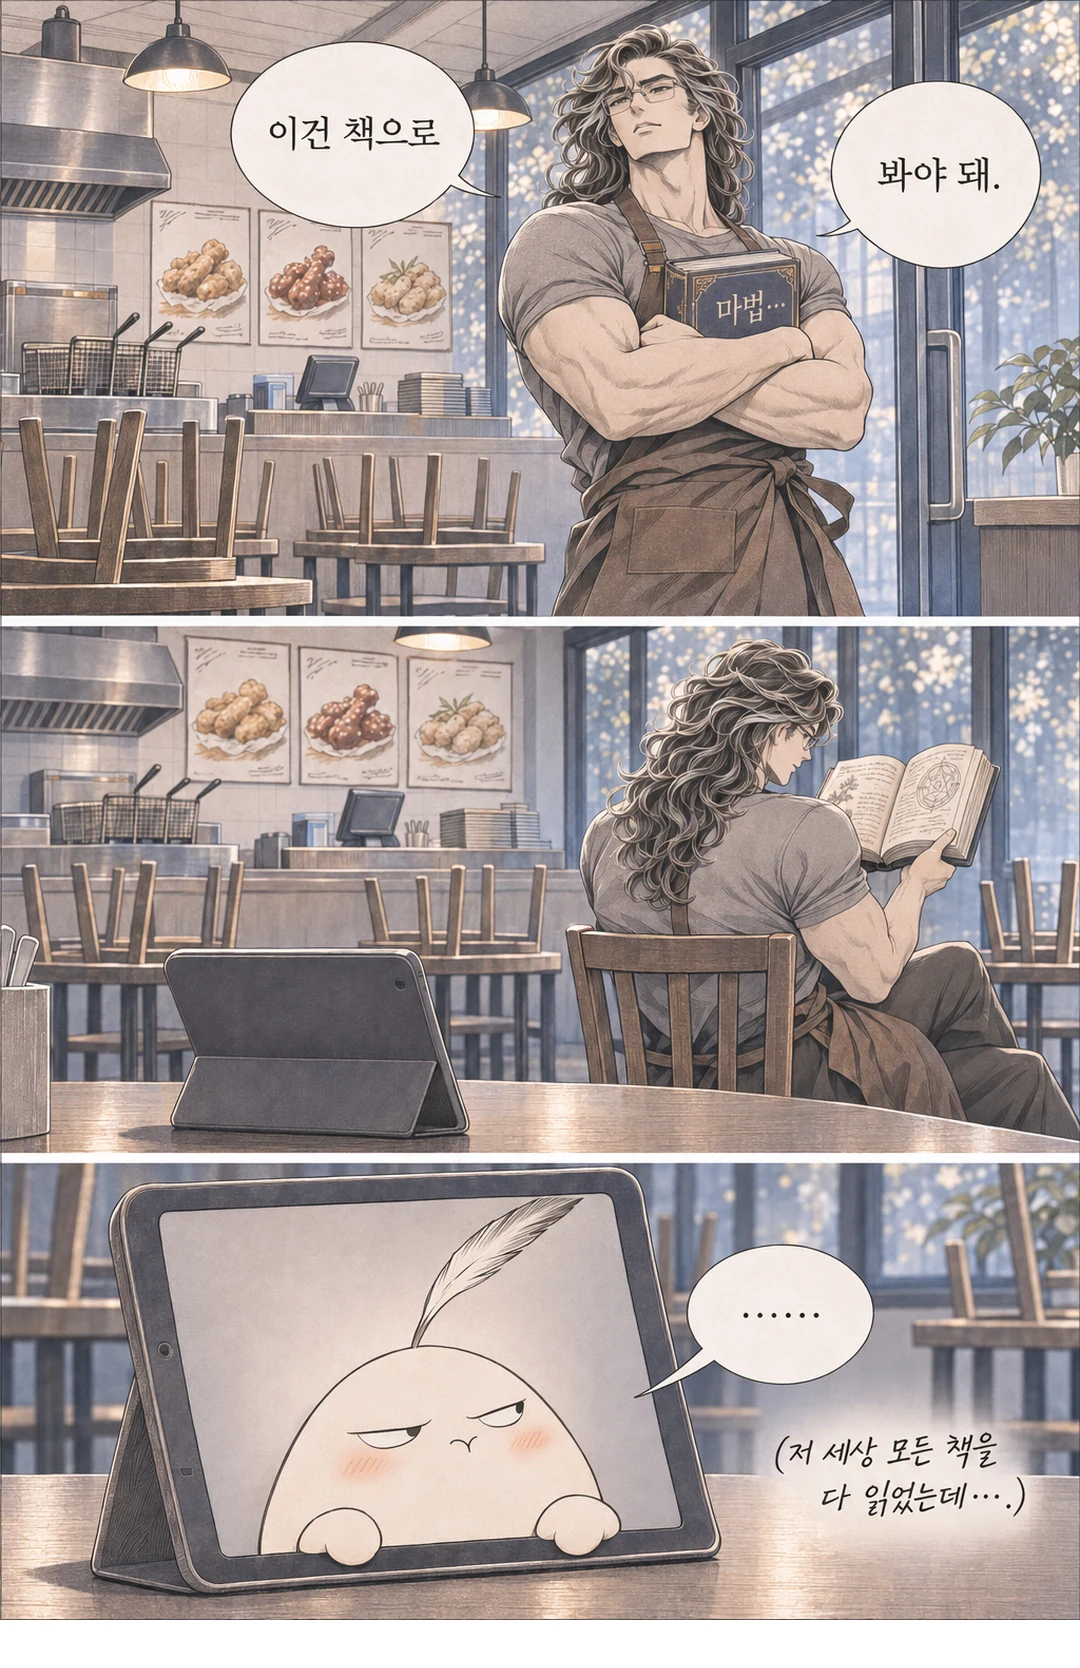 이건 책으로
봐야 돼.
마법...
......
(저 세상 모든 책을
다 읽었는데....)